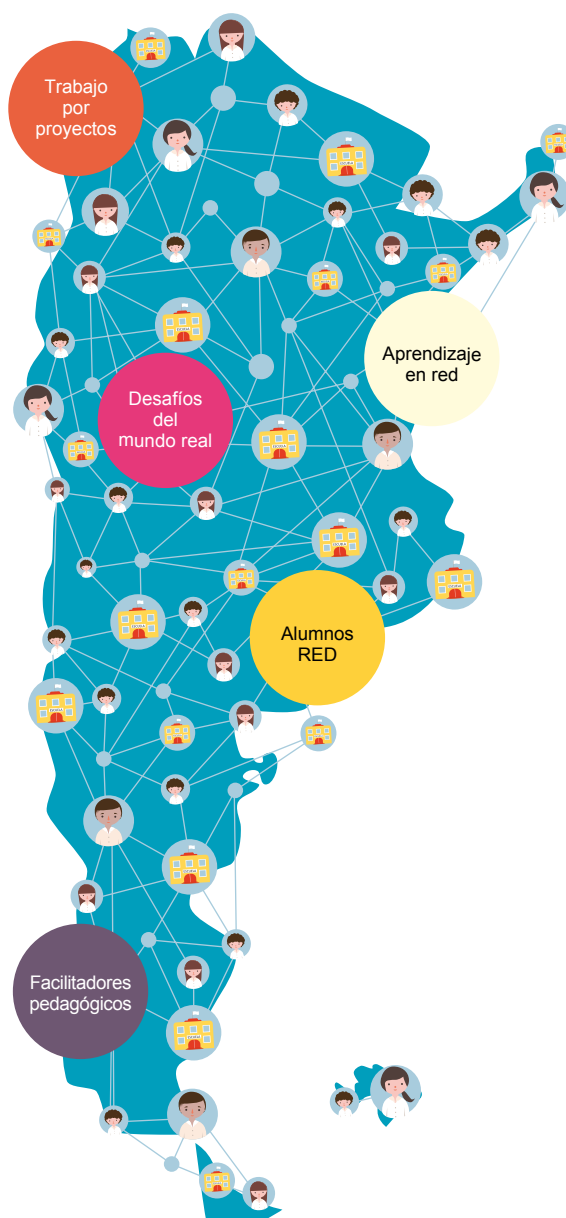 Trabajo
por
proyectos
Aprendizaje
en red
Desafíos
del
mundo real
Alumnos
RED
Facilitadores
pedagógicos